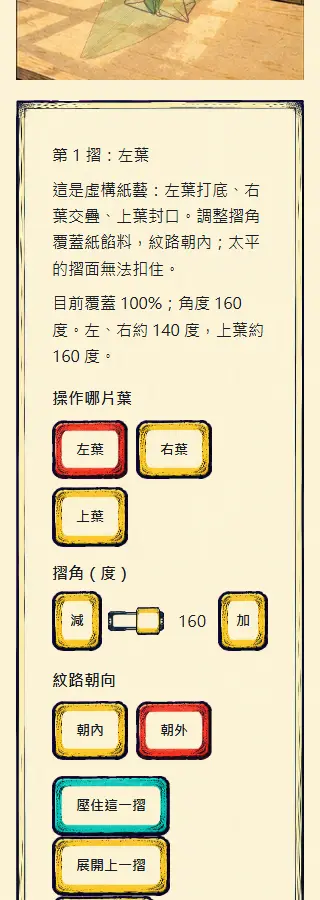 第 1 摺：左葉
這是虛構紙藝：左葉打底、右
葉交疊、上葉封口。調整摺角
覆蓋紙餡料，紋路朝內；太平
的摺面無法扣住。
目前覆蓋 100%；角度 160
度。左、右約 140 度，上葉約
160 度。
操作哪片葉
左葉
右葉
上葉
摺角（度）
減
160
加
紋路朝向
朝內
朝外
壓住這一摺
展開上一摺